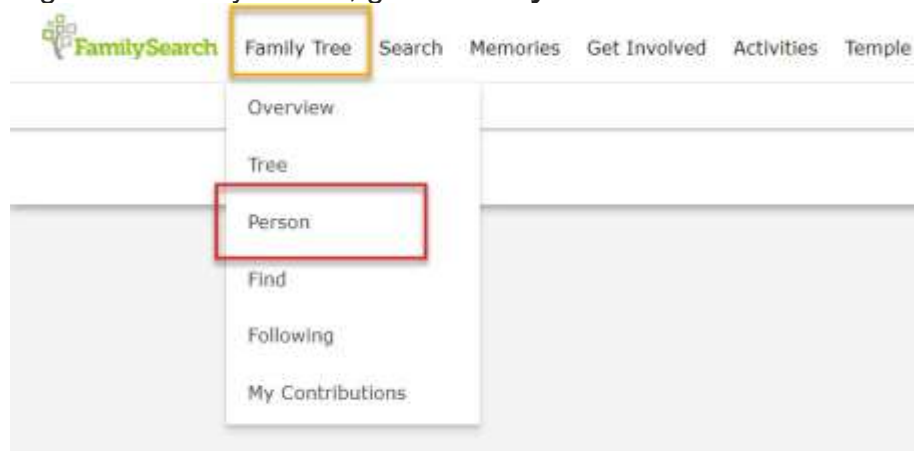 FamilySearch Family Tree Search Memories Get Involved Activities Temple
Overview
Tree
Person
Find
Following
My Contributions